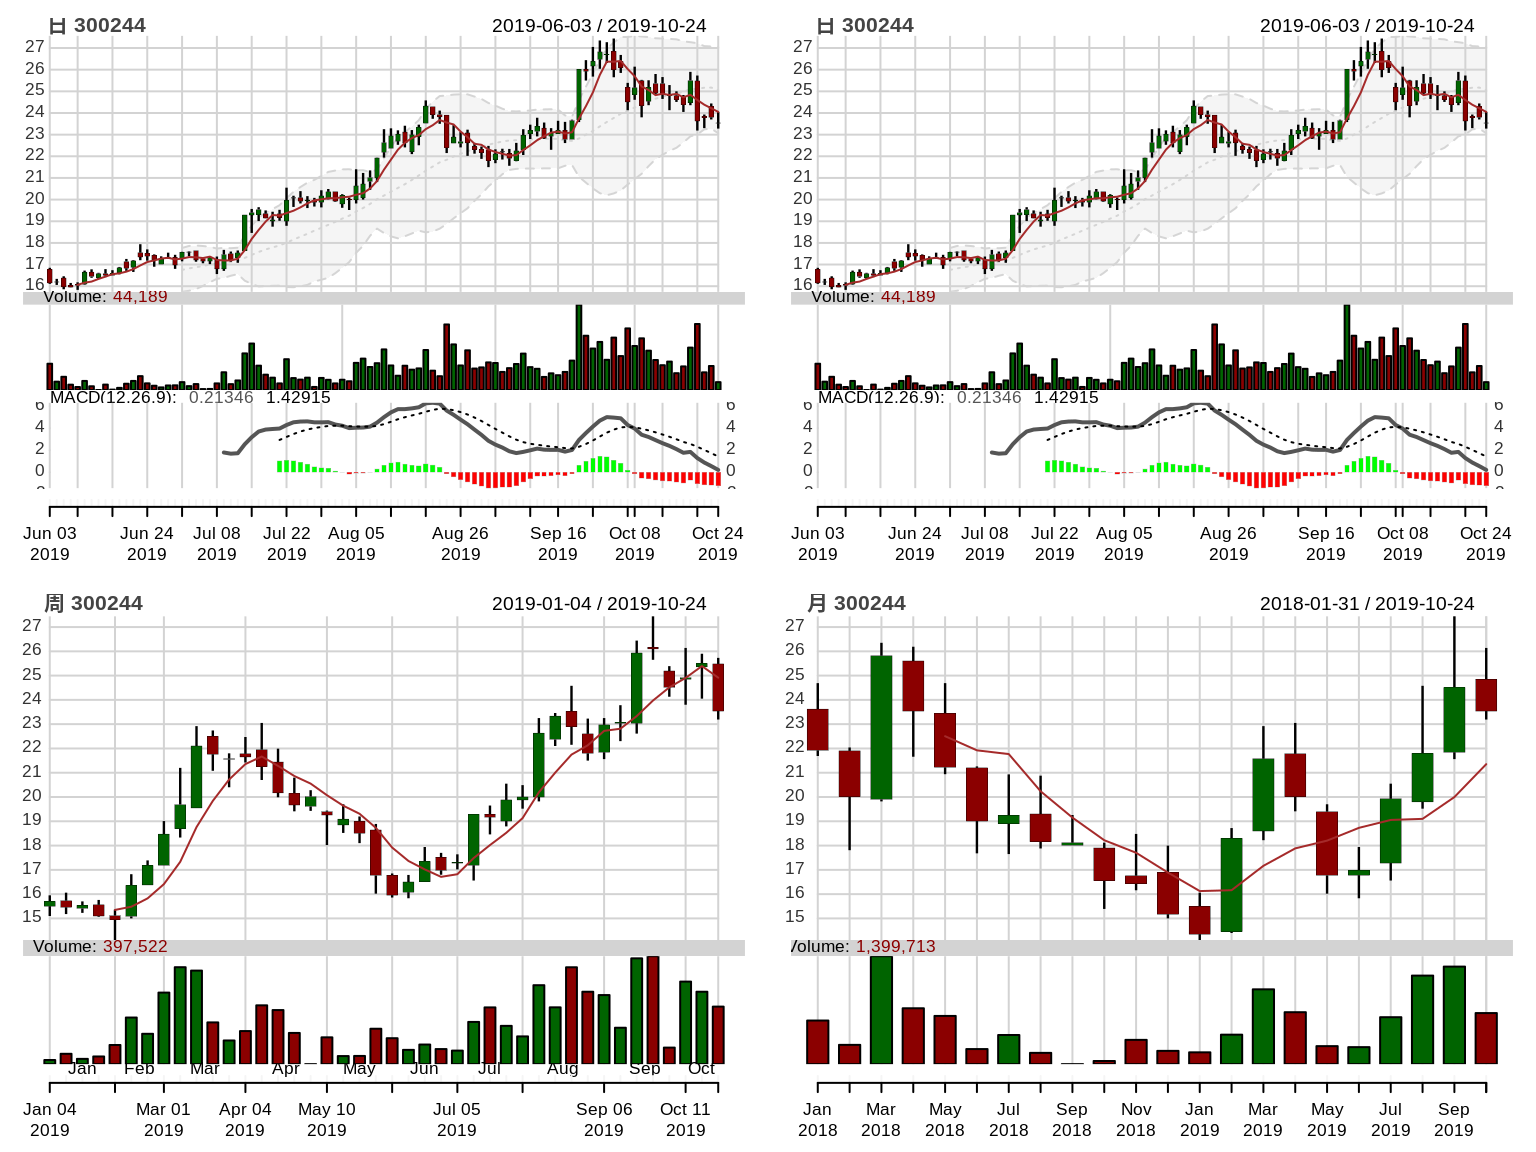 日 300244
2019-06-03 / 2019-10-24
27
26
25
24
23
22
21
20
19
18
17
16
Volume: 44,189
MACD(12,26,9): 0.21346 1.42915
6
4
2
0
6
4
2
0
Jun 03 2019
Jun 24 2019
Jul 08 2019
Jul 22 2019
Aug 05 2019
Aug 26 2019
Sep 16 2019
Oct 08 2019
Oct 24 2019
日 300244
2019-06-03 / 2019-10-24
27
26
25
24
23
22
21
20
19
18
17
16
Volume: 44,189
MACD(12,26,9): 0.21346 1.42915
6
4
2
0
6
4
2
0
Jun 03 2019
Jun 24 2019
Jul 08 2019
Jul 22 2019
Aug 05 2019
Aug 26 2019
Sep 16 2019
Oct 08 2019
Oct 24 2019
周 300244
2019-01-04 / 2019-10-24
27
26
25
24
23
22
21
20
19
18
17
16
15
Volume: 397,522
Jan Feb Mar Apr May Jun Jul Aug Sep Oct
Jan 04 2019
Mar 01 2019
Apr 04 2019
May 10 2019
Jul 05 2019
Sep 06 2019
Oct 11 2019
月 300244
2018-01-31 / 2019-10-24
27
26
25
24
23
22
21
20
19
18
17
16
15
Volume: 1,399,713
Jan 2018
Mar 2018
May 2018
Jul 2018
Sep 2018
Nov 2018
Jan 2019
Mar 2019
May 2019
Jul 2019
Sep 2019